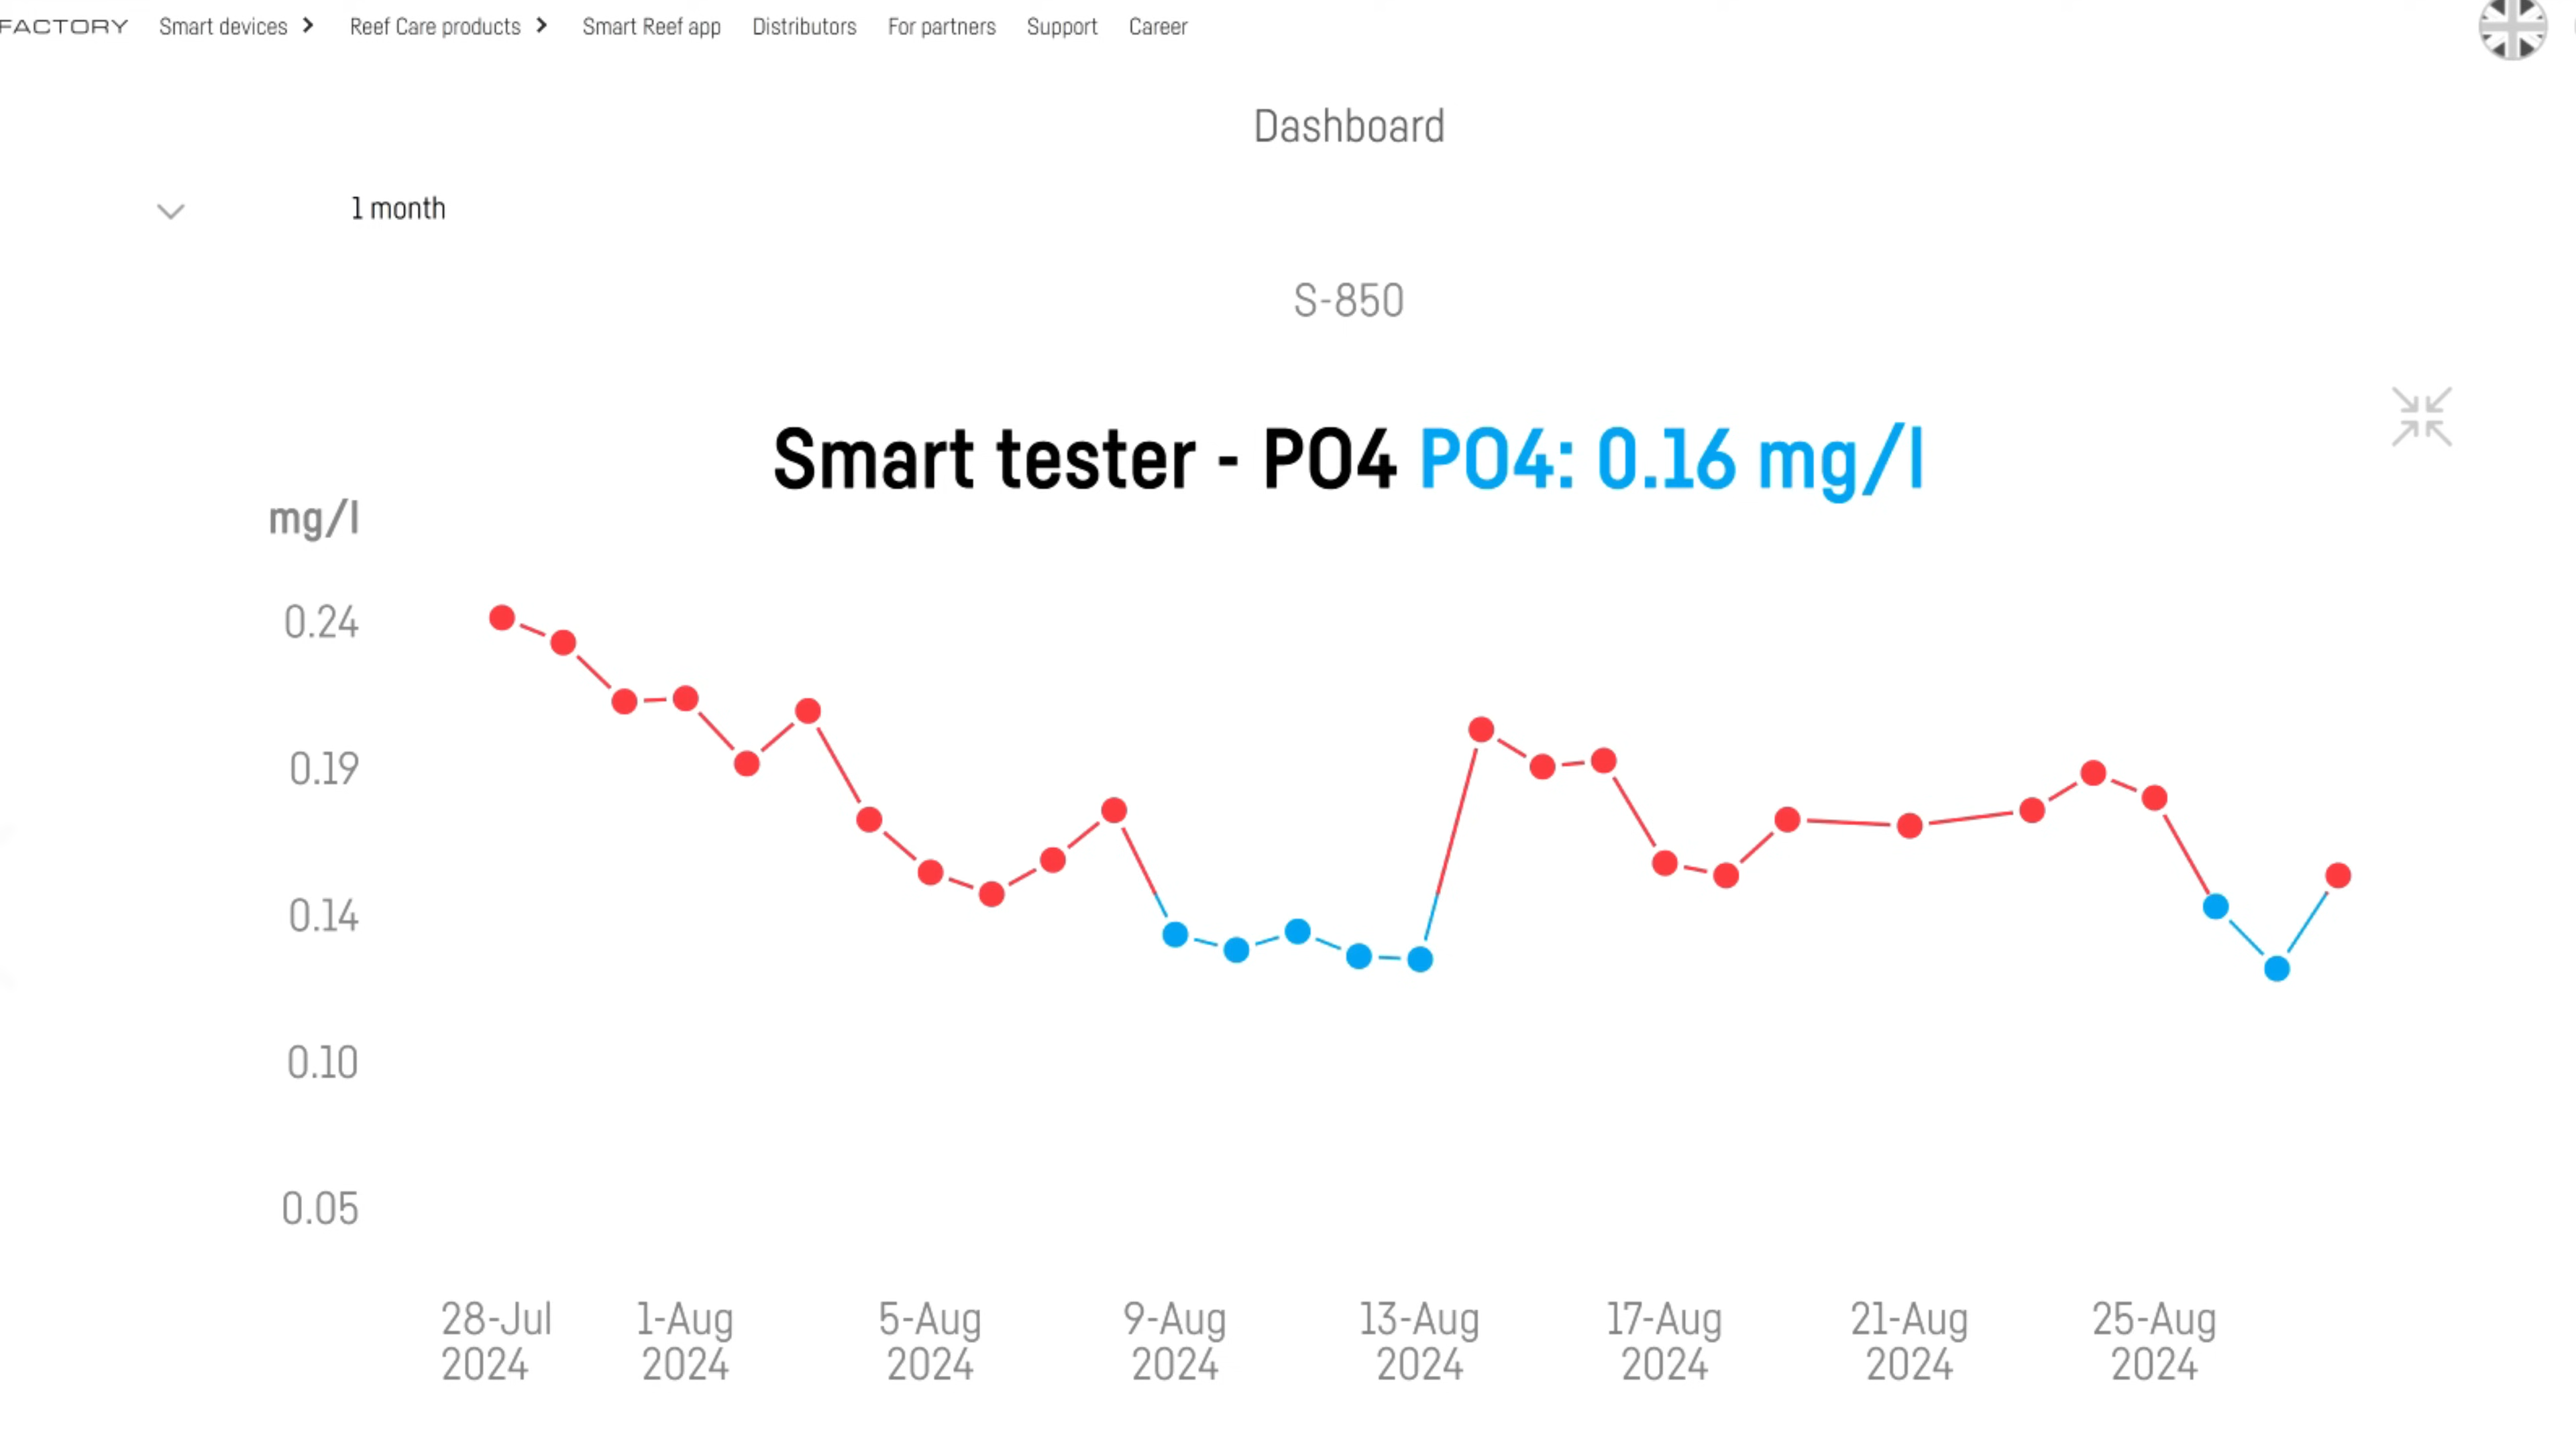 FACTORY Smart devices Reef Care products Smart Reef app Distributors For partners Support Career
Dashboard
1 month
S-850
Smart tester - PO4 PO4: 0.16 mg/l
mg/l
0.24
0.19
0.14
0.10
0.05
28-Jul 2024
1-Aug 2024
5-Aug 2024
9-Aug 2024
13-Aug 2024
17-Aug 2024
21-Aug 2024
25-Aug 2024